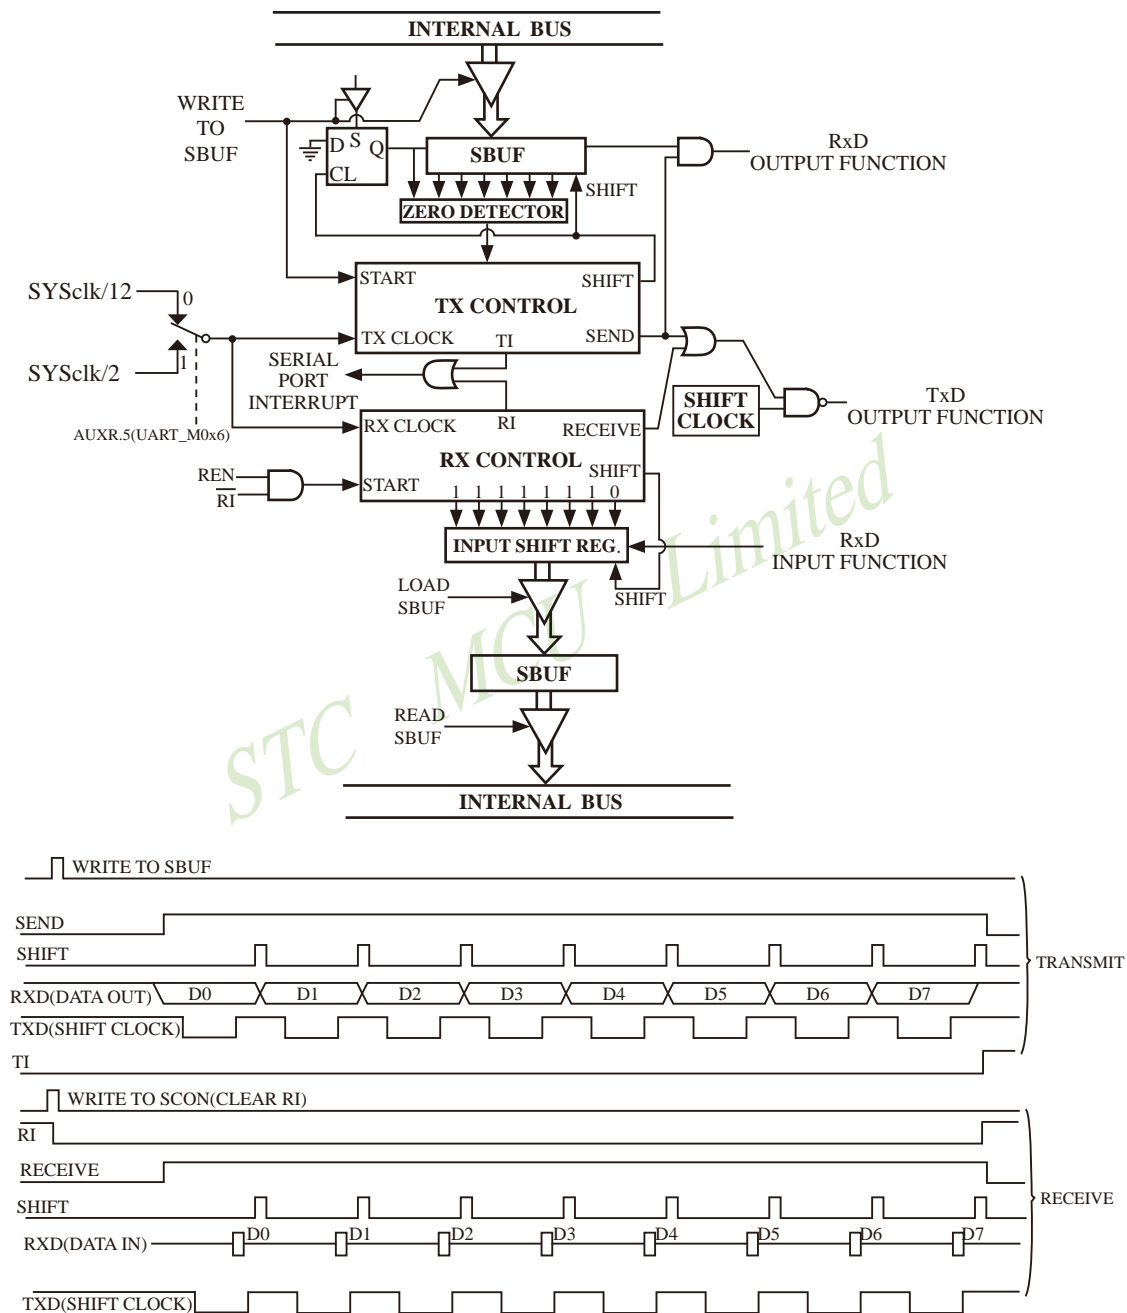 INTERNAL BUS
WRITE
TO
SBUF
D S Q
CL
SBUF
SHIFT
ZERO DETECTOR
RxD
OUTPUT FUNCTION
START
SHIFT
TX CONTROL
TX CLOCK
TI
SEND
SYSclk/12
0
SYSclk/2
1
AUXR.5(UART_M0x6)
SERIAL
PORT
INTERRUPT
SHIFT
CLOCK
TxD
OUTPUT FUNCTION
RX CLOCK
RI
RECEIVE
RX CONTROL
SHIFT
START
1 1 1 1 1 1 1 0
REN
RI
INPUT SHIFT REG.
RxD
INPUT FUNCTION
SHIFT
LOAD
SBUF
SBUF
READ
SBUF
INTERNAL BUS
STC MCU Limited
WRITE TO SBUF
SEND
SHIFT
RXD(DATA OUT) D0 D1 D2 D3 D4 D5 D6 D7
TXD(SHIFT CLOCK)
TI
TRANSMIT
WRITE TO SCON(CLEAR RI)
RI
RECEIVE
SHIFT
RXD(DATA IN) D0 D1 D2 D3 D4 D5 D6 D7
TXD(SHIFT CLOCK)
RECEIVE